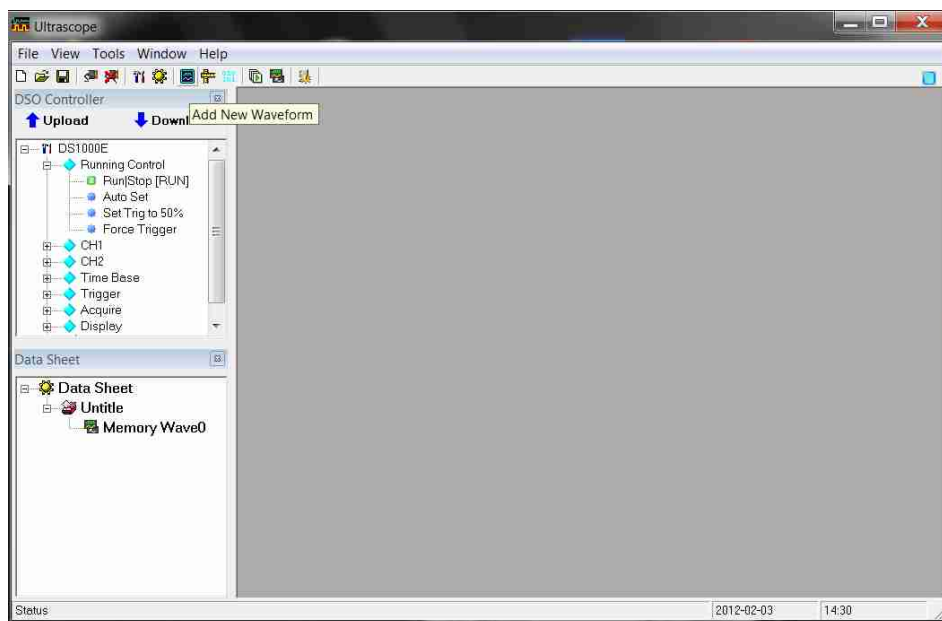 Ultrascope
File View Tools Window Help
DSO Controller
Add New Waveform
Upload Downl
DS1000E
Running Control
Run|Stop [RUN]
Auto Set
Set Trig to 50%
Force Trigger
CH1
CH2
Time Base
Trigger
Acquire
Display
Data Sheet
Data Sheet
Untitle
Memory Wave0
Status 2012-02-03 14:30